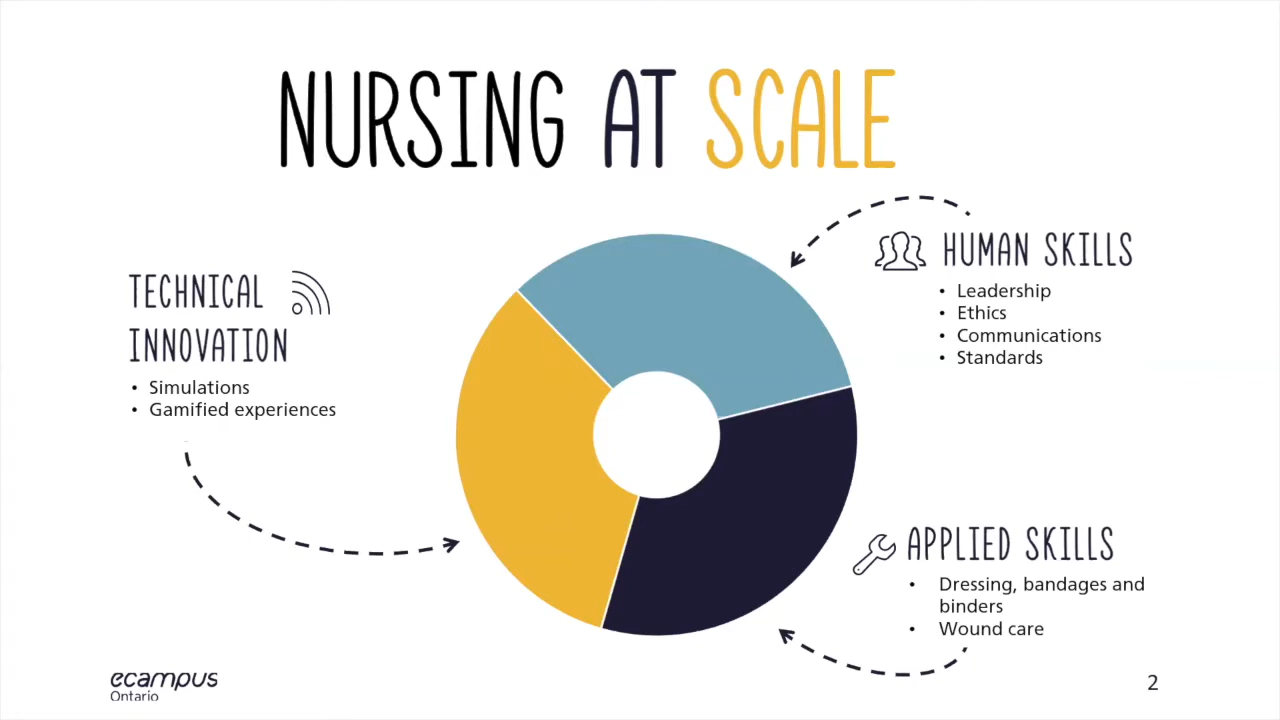 NURSING AT SCALE
TECHNICAL
INNOVATION
• Simulations
• Gamified experiences
HUMAN SKILLS
• Leadership
• Ethics
• Communications
• Standards
APPLIED SKILLS
• Dressing, bandages and
binders
• Wound care
ecampus
Ontario
2